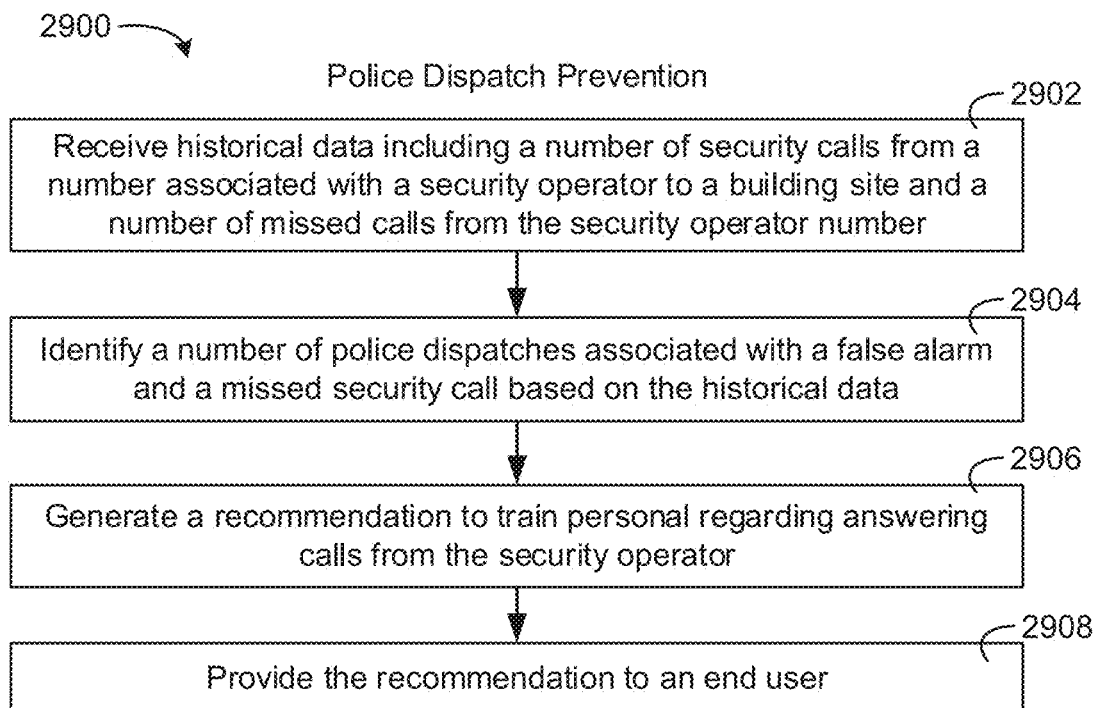 2900
Police Dispatch Prevention
2902
Receive historical data including a number of security calls from a
number associated with a security operator to a building site and a
number of missed calls from the security operator number
2904
Identify a number of police dispatches associated with a false alarm
and a missed security call based on the historical data
2906
Generate a recommendation to train personal regarding answering
calls from the security operator
2908
Provide the recommendation to an end user